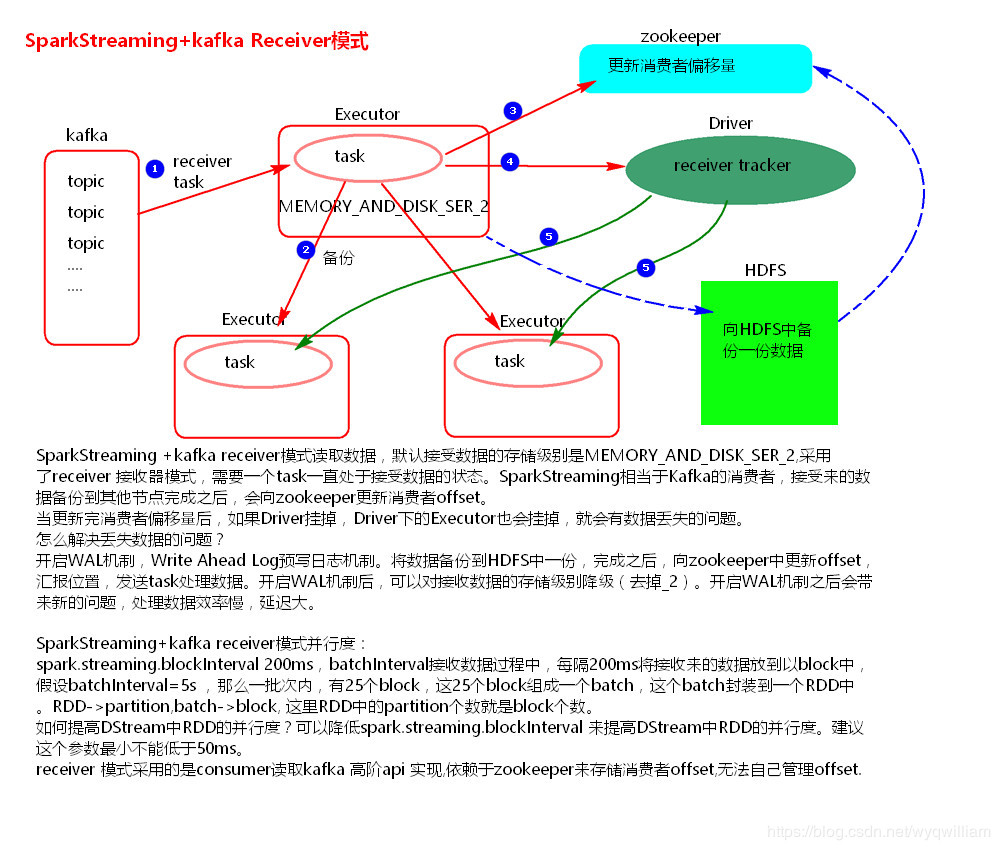 SparkStreaming+kafka Receiver模式
zookeeper
更新消费者偏移量
Executor
3
Driver
kafka
1
receiver
task
task
4
receiver tracker
topic
topic
topic
....
....
MEMORY_AND_DISK_SER_2
2
备份
5
5
HDFS
向HDFS中备
份一份数据
Executor
Executor
task
task
SparkStreaming +kafka receiver模式读取数据，默认接受数据的存储级别是MEMORY_AND_DISK_SER_2,采用
了receiver 接收器模式，需要一个task一直处于接受数据的状态。SparkStreaming相当于Kafka的消费者，接受来的数
据备份到其他节点完成之后，会向zookeeper更新消费者offset。
当更新完消费者偏移量后，如果Driver挂掉，Driver下的Executor也会挂掉，就会有数据丢失的问题。
怎么解决丢失数据的问题？
开启WAL机制，Write Ahead Log预写日志机制。将数据备份到HDFS中一份，完成之后，向zookeeper中更新offset，
汇报位置，发送task处理数据。开启WAL机制后，可以对接收数据的存储级别降级（去掉_2）。开启WAL机制之后会带
来新的问题，处理数据效率慢，延迟大。
SparkStreaming+kafka receiver模式并行度：
spark.streaming.blockInterval 200ms，batchInterval接收数据过程中，每隔200ms将接收来的数据放到以block中，
假设batchInterval=5s ，那么一批次内，有25个block，这25个block组成一个batch，这个batch封装到一个RDD中
。RDD->partition,batch->block, 这里RDD中的partition个数就是block个数。
如何提高DStream中RDD的并行度？可以降低spark.streaming.blockInterval 来提高DStream中RDD的并行度。建议
这个参数最小不能低于50ms。
receiver 模式采用的是consumer读取kafka 高阶api 实现,依赖于zookeeper来存储消费者offset,无法自己管理offset.
https://blog.csdn.net/wyqwilliam